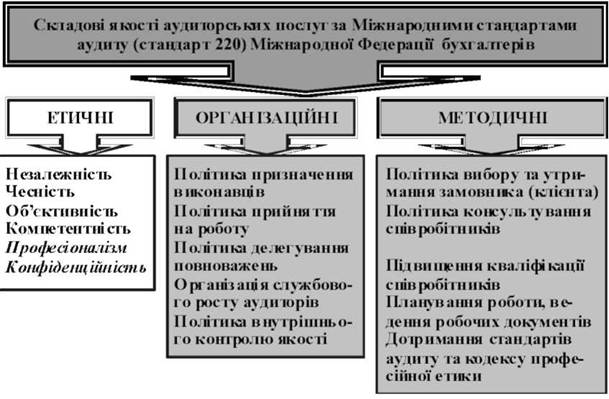 Складові якості аудиторських послуг за Міжнародними стандартами
аудиту (стандарт 220) Міжнародної Федерації бухгалтерів
ЕТИЧНІ
Незалежність
Чесність
Об’єктивність
Компетентність
Професіоналізм
Конфіденційність
ОРГАНІЗАЦІЙНІ
Політика призначення
виконавців
Політика прийняття
на роботу
Політика делегування
повноважень
Організація службово-
го росту аудиторів
Політика внутрішньо-
го контролю якості
МЕТОДИЧНІ
Політика вибору та утри-
мання замовника (клієнта)
Політика консультування
співробітників
Підвищення кваліфікації
співробітників
Планування роботи, ве-
дення робочих документів
Дотримання стандартів
аудиту та кодексу профе-
сійної етики